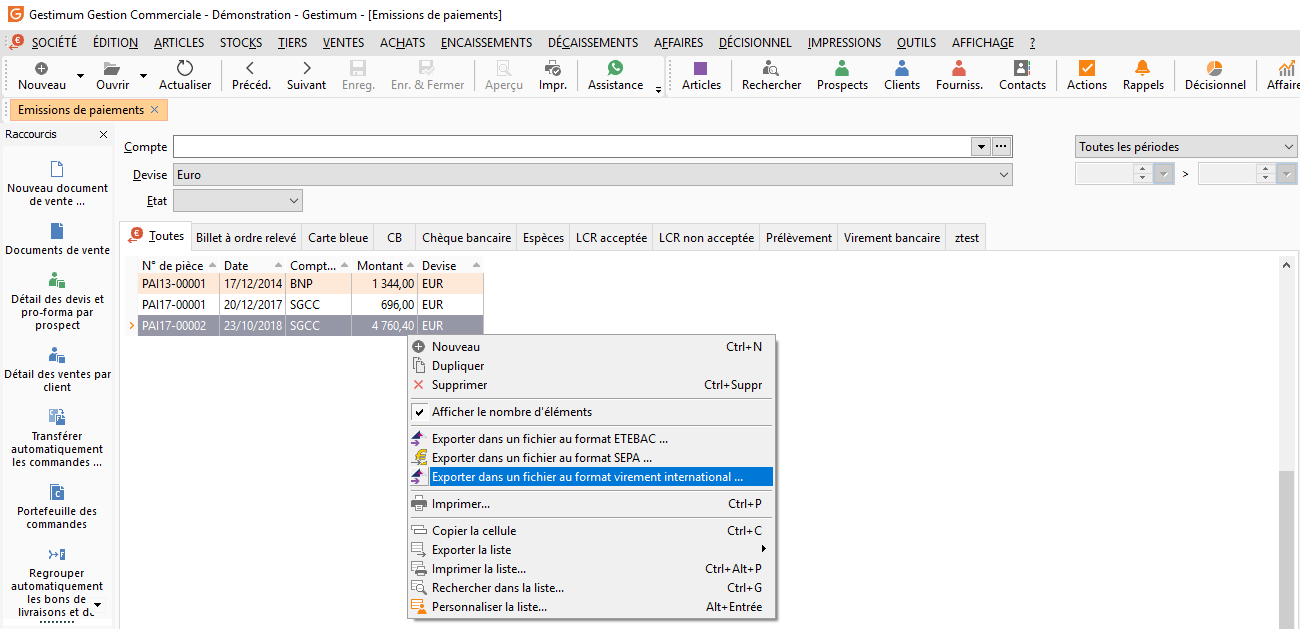 Gestimum Gestion Commerciale - Démonstration - Gestimum - [Emissions de paiements]
SOCIÉTÉ ÉDITION ARTICLES STOCKS TIERS VENTES ACHATS ENCAISSEMENTS DÉCAISSEMENTS AFFAIRES DÉCISIONNEL IMPRESSIONS OUTILS AFFICHAGE ?
Nouveau Ouvrir Actualiser Précéd. Suivant Enreg. Enr. & Fermer Aperçu Impr. Assistance Articles Rechercher Prospects Clients Fourniss. Contacts Actions Rappels Décisionnel Affaire
Emissions de paiements
Raccourcis
Nouveau document
de vente ...
Documents de vente
Détail des devis et
pro-forma par
prospect
Détail des ventes par
client
Transférer
automatiquement
les commandes ...
Portefeuille des
commandes
Regrouper
automatiquement
les bons de
livraisons et d
Compte
Toutes les périodes
Devise Euro
>
Etat
Toutes Billet à ordre relevé Carte bleue CB Chèque bancaire Espèces LCR acceptée LCR non acceptée Prélèvement Virement bancaire ztest
N° de pièce Date Compt... Montant Devise
PAI13-00001 17/12/2014 BNP 1 344,00 EUR
PAI17-00001 20/12/2017 SGCC 696,00 EUR
PAI17-00002 23/10/2018 SGCC 4 760,40 EUR
Nouveau Ctrl+N
Dupliquer
Supprimer Ctrl+Suppr
Afficher le nombre d'éléments
Exporter dans un fichier au format ETEBAC ...
Exporter dans un fichier au format SEPA ...
Exporter dans un fichier au format virement international ...
Imprimer... Ctrl+P
Copier la cellule Ctrl+C
Exporter la liste
Imprimer la liste... Ctrl+Alt+P
Rechercher dans la liste... Ctrl+G
Personnaliser la liste... Alt+Entrée